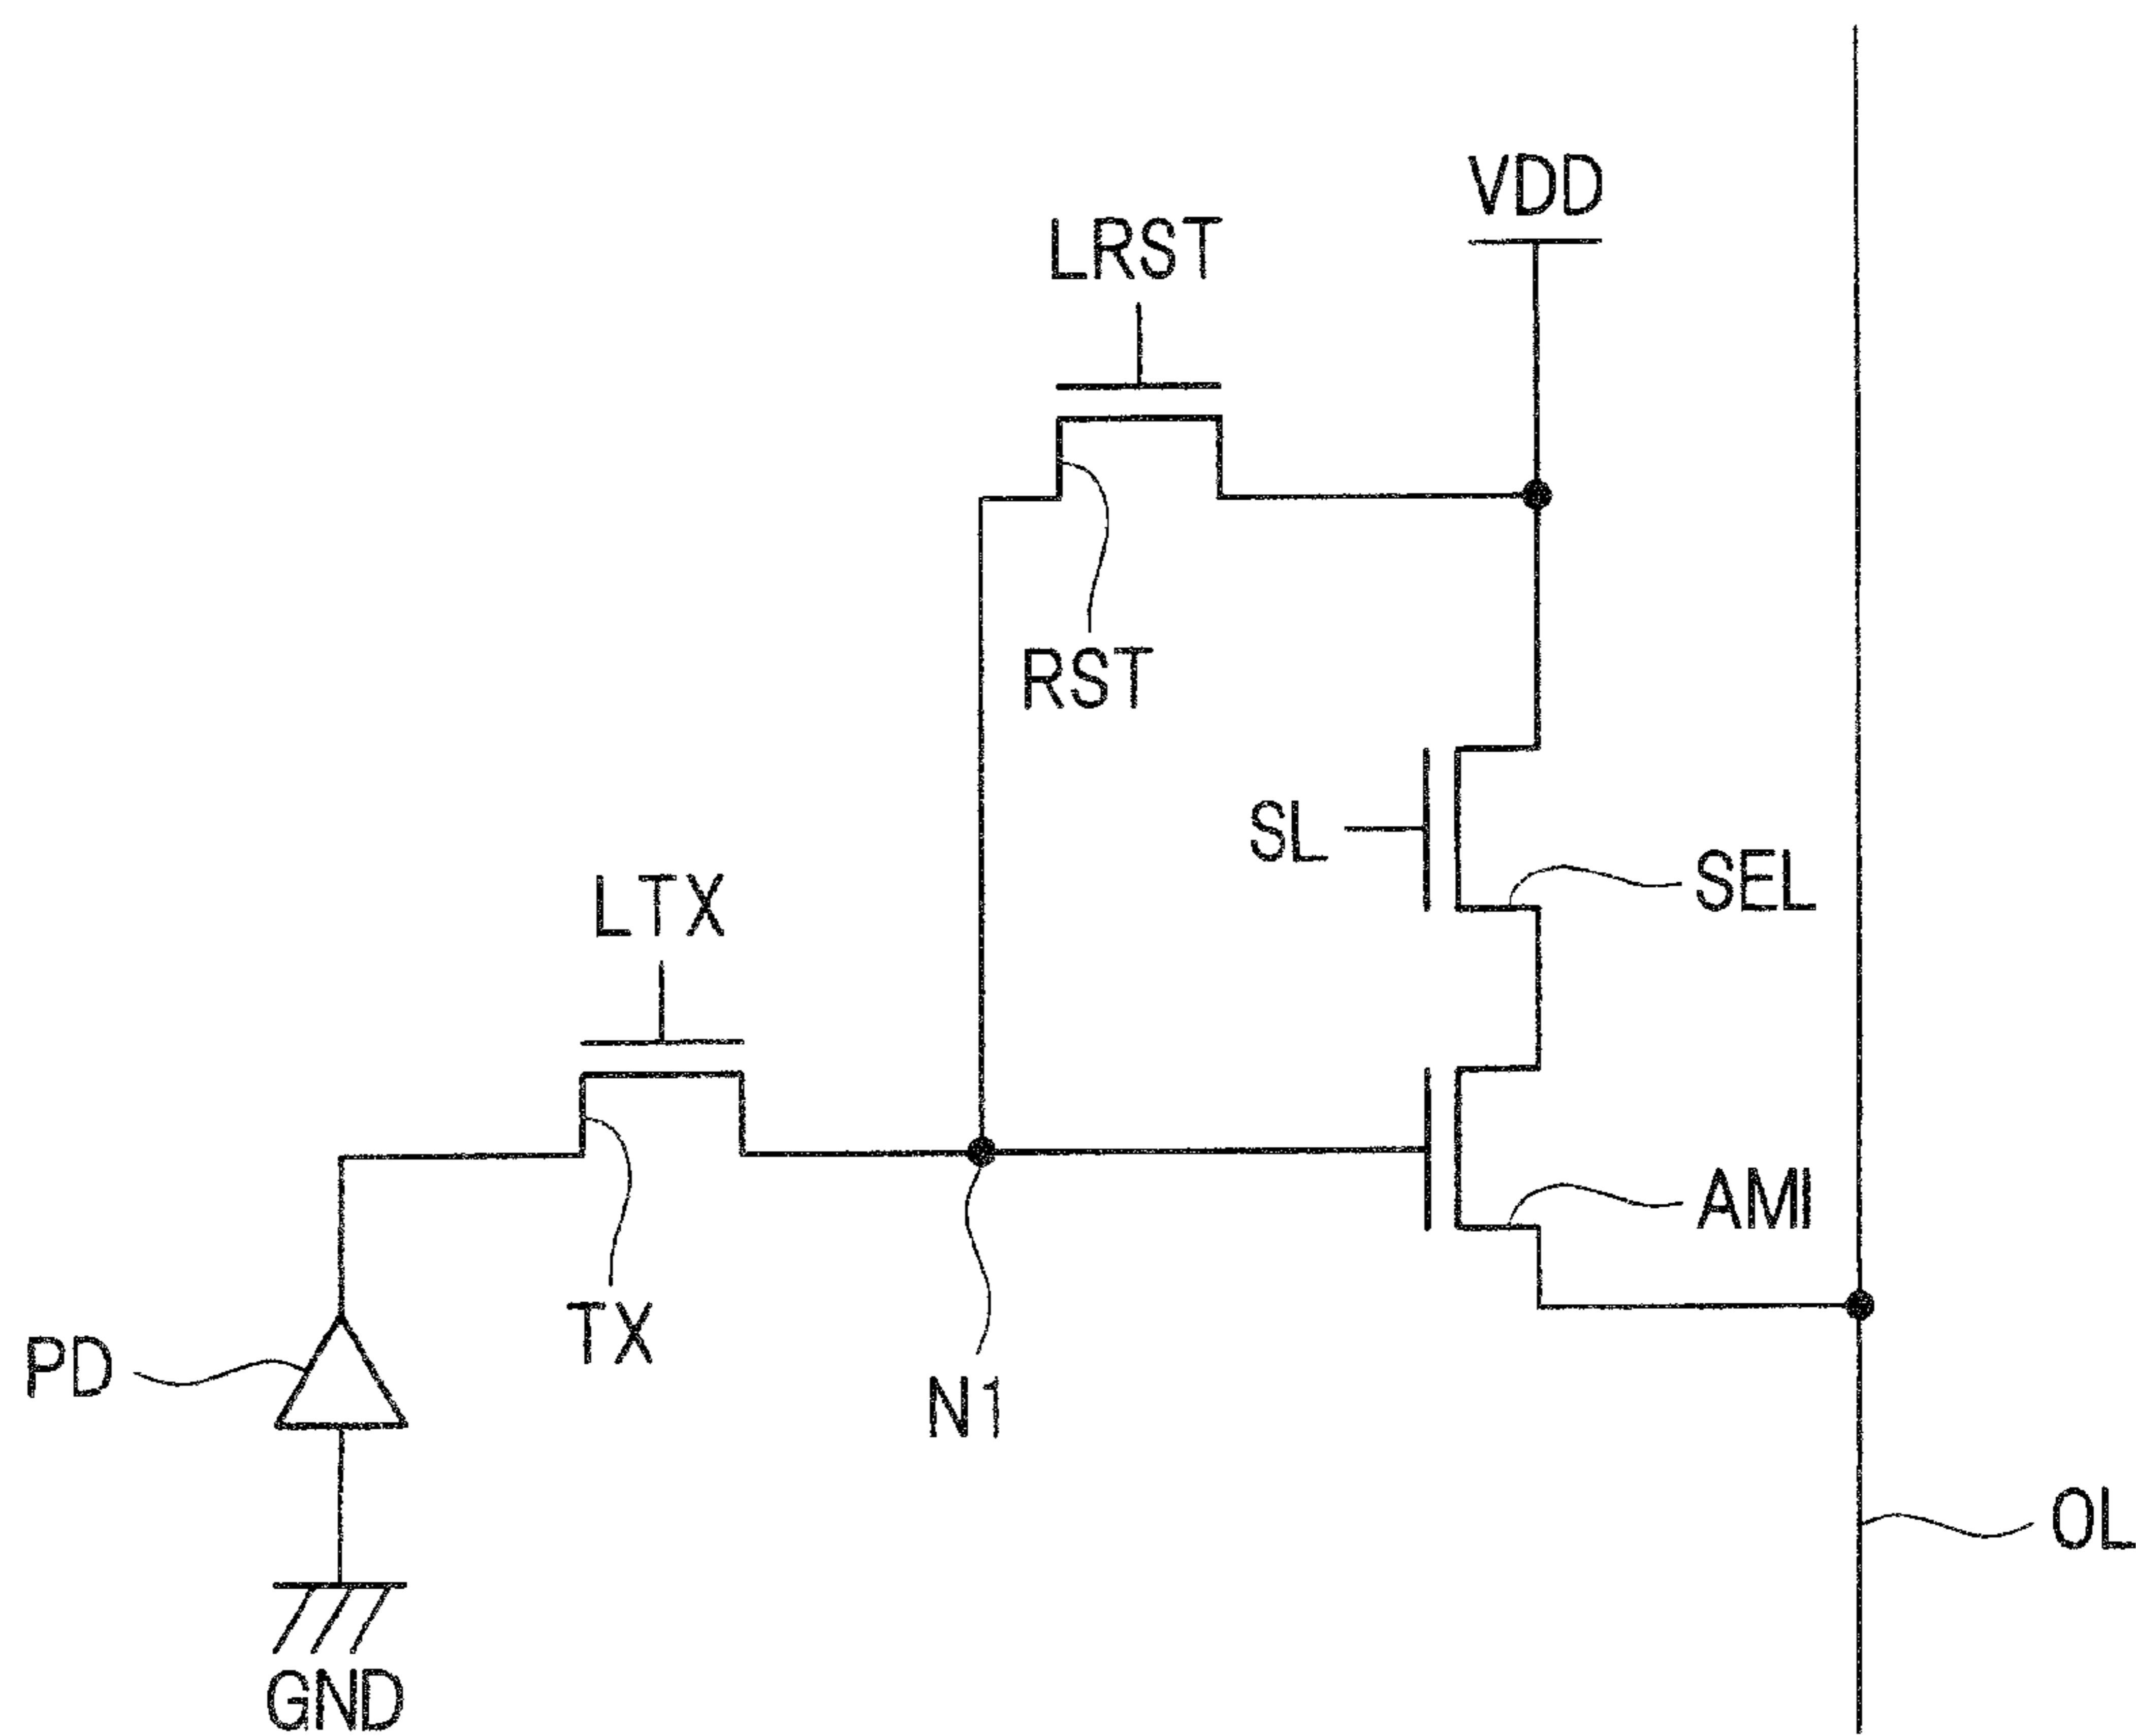 VDD
LRST
RST
SL
SEL
LTX
AMI
TX
PD
N1
OL
GND